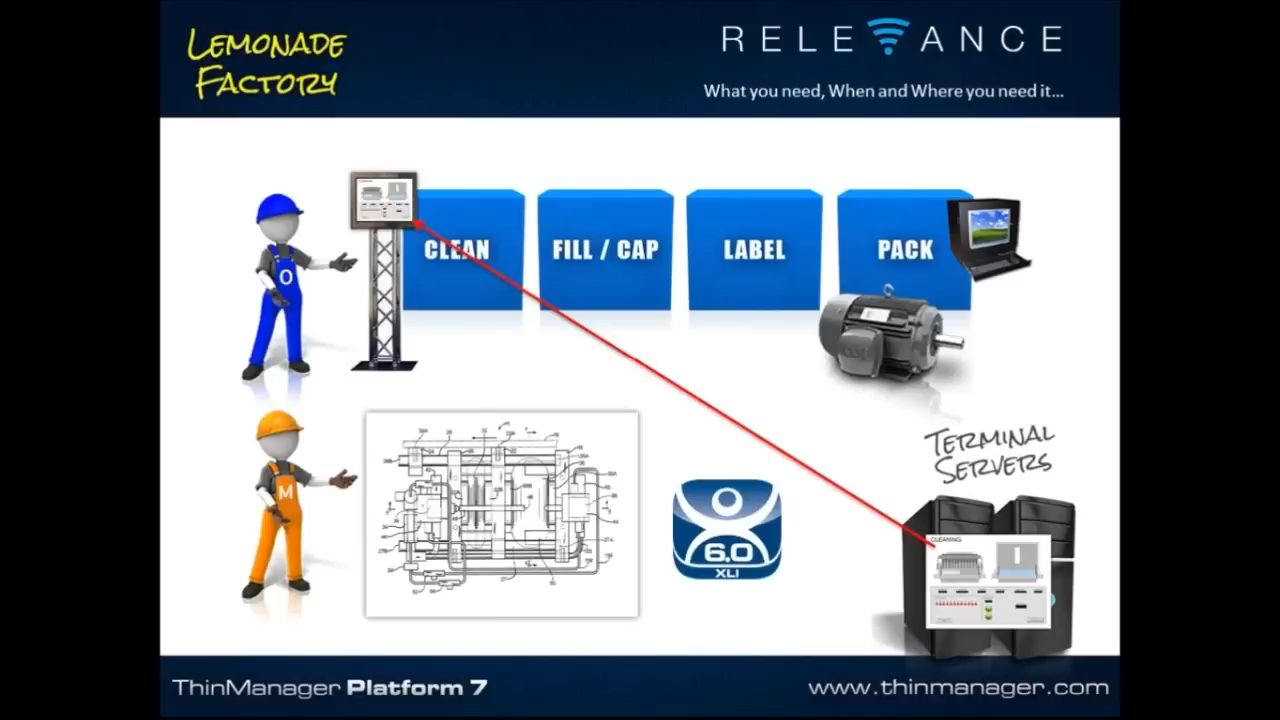 LEMONADE
FACTORY
RELEVANCE
What you need, When and Where you need it...
CLEAN
FILL / CAP
LABEL
PACK
O
M
TERMINAL
SERVERS
6.0
XLi
CLEANING
ThinManager Platform 7
www.thinmanager.com